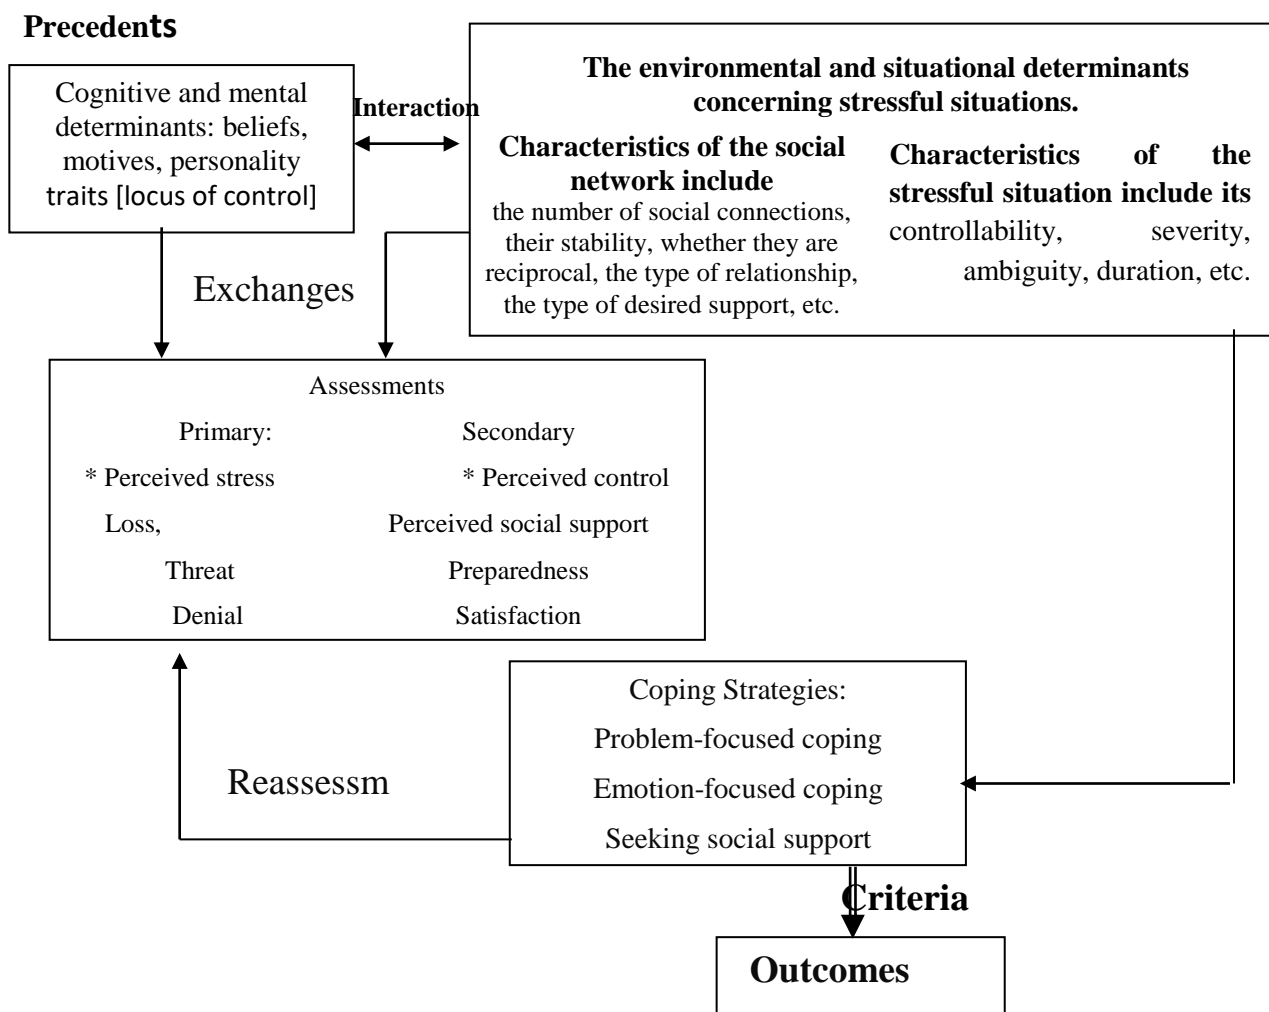 Precedents
Cognitive and mental
determinants: beliefs,
motives, personality
traits [locus of control]
Interaction
The environmental and situational determinants
concerning stressful situations.
Characteristics of the social
network include
the number of social connections,
their stability, whether they are
reciprocal, the type of relationship,
the type of desired support, etc.
Characteristics of the
stressful situation include its
controllability, severity,
ambiguity, duration, etc.
Exchanges
Assessments
Primary: Secondary
* Perceived stress * Perceived control
Loss, Perceived social support
Threat Preparedness
Denial Satisfaction
Coping Strategies:
Problem-focused coping
Emotion-focused coping
Seeking social support
Reassessm
Criteria
Outcomes